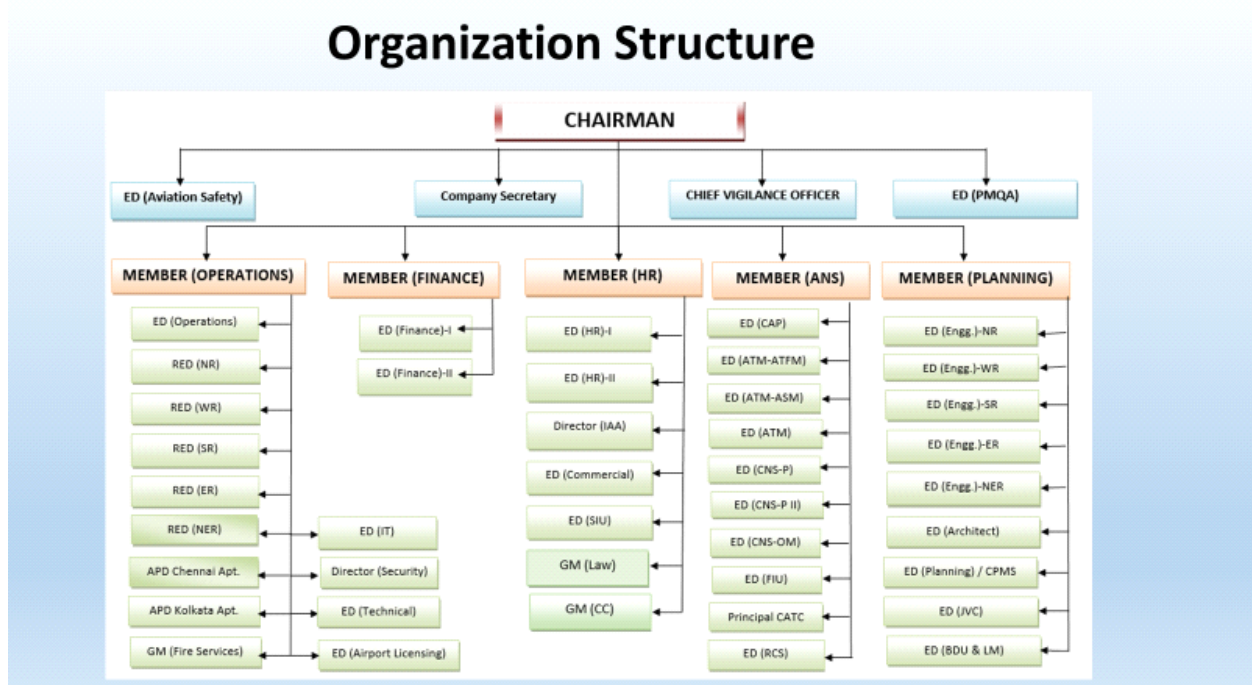 Organization Structure
CHAIRMAN
ED (Aviation Safety)
Company Secretary
CHIEF VIGILANCE OFFICER
ED (PMQA)
MEMBER (OPERATIONS)
MEMBER (FINANCE)
MEMBER (HR)
MEMBER (ANS)
MEMBER (PLANNING)
ED (Operations)
RED (NR)
RED (WR)
RED (SR)
RED (ER)
RED (NER)
APD Chennai Apt.
APD Kolkata Apt.
GM (Fire Services)
ED (IT)
Director (Security)
ED (Technical)
ED (Airport Licensing)
ED (Finance)-I
ED (Finance)-II
ED (HR)-I
ED (HR)-II
Director (IAA)
ED (Commercial)
ED (SIU)
GM (Law)
GM (CC)
ED (CAP)
ED (ATM-ATFM)
ED (ATM-ASM)
ED (ATM)
ED (CNS-P)
ED (CNS-P II)
ED (CNS-OM)
ED (FIU)
Principal CATC
ED (RCS)
ED (Engg.)-NR
ED (Engg.)-WR
ED (Engg.)-SR
ED (Engg.)-ER
ED (Engg.)-NER
ED (Architect)
ED (Planning) / CPMS
ED (JVC)
ED (BDU & LM)